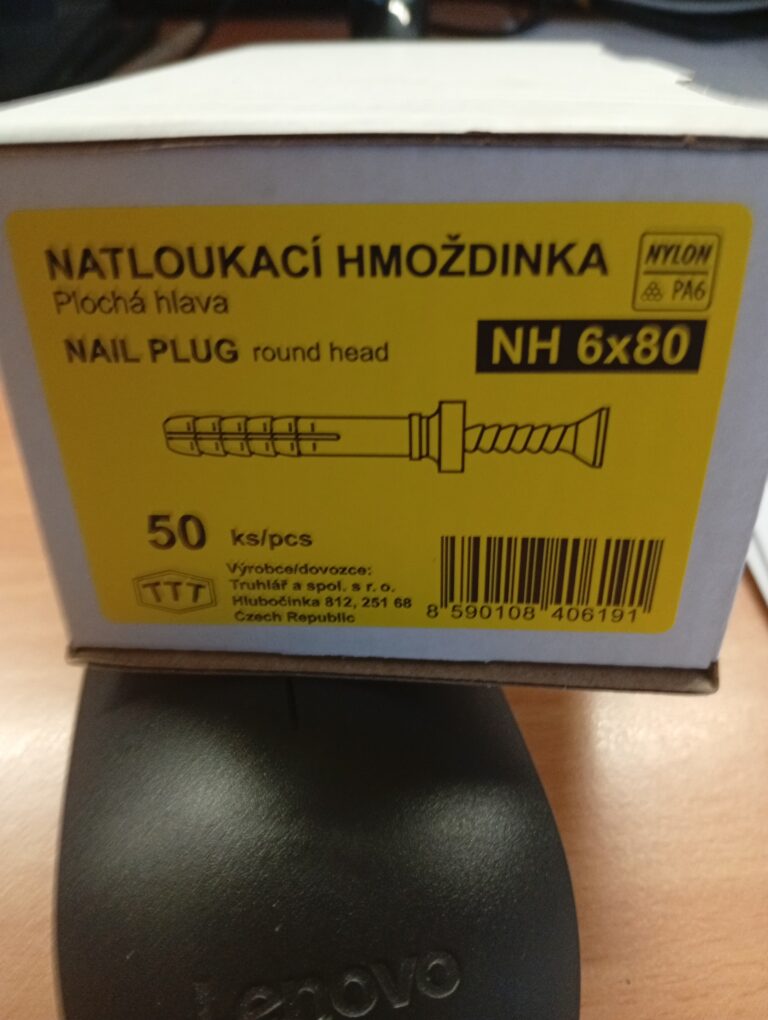 NATLOUKACÍ HMOŽDINKA
Plochá hlava
NYLON
PA6
NAIL PLUG round head
NH 6x80
50 ks/pcs
TTT
Výrobce/dovozce:
Truhlář a spol. s r. o.
Hlubočinka 812, 251 68
Czech Republic
8 590108 406191
Lenovo